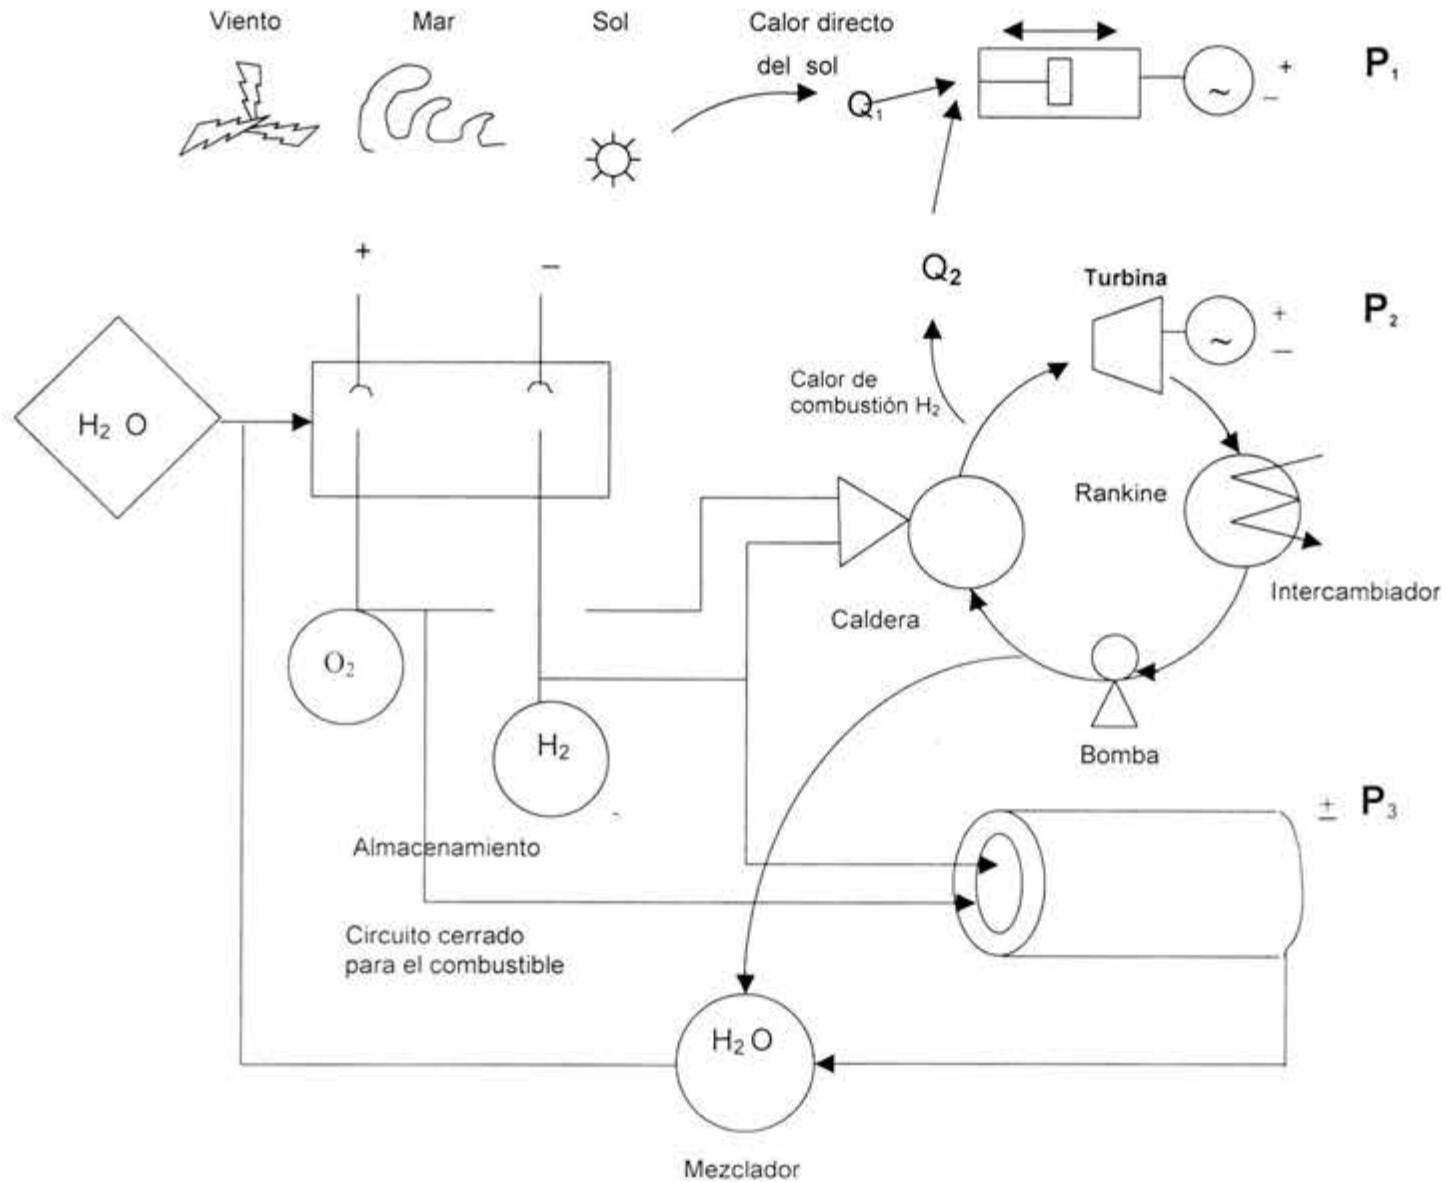 Viento
Mar
Sol
Calor directo
del sol
Q₁
~
+
−
P₁
+
−
Q₂
Turbina
~
+
−
P₂
H₂ O
Calor de
combustión H₂
Rankine
Intercambiador
Caldera
O₂
H₂
Bomba
± P₃
Almacenamiento
Circuito cerrado
para el combustible
H₂ O
Mezclador